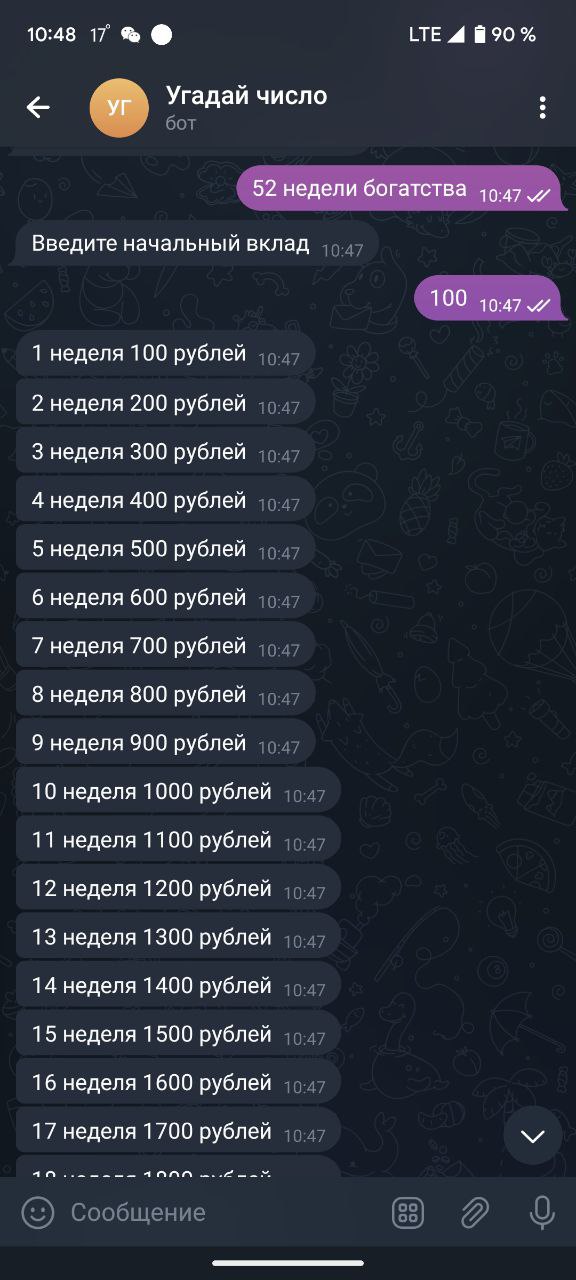 10:48 17° LTE 90 %
УГ Угадай число
бот
52 недели богатства 10:47
Введите начальный вклад 10:47
100 10:47
1 неделя 100 рублей 10:47
2 неделя 200 рублей 10:47
3 неделя 300 рублей 10:47
4 неделя 400 рублей 10:47
5 неделя 500 рублей 10:47
6 неделя 600 рублей 10:47
7 неделя 700 рублей 10:47
8 неделя 800 рублей 10:47
9 неделя 900 рублей 10:47
10 неделя 1000 рублей 10:47
11 неделя 1100 рублей 10:47
12 неделя 1200 рублей 10:47
13 неделя 1300 рублей 10:47
14 неделя 1400 рублей 10:47
15 неделя 1500 рублей 10:47
16 неделя 1600 рублей 10:47
17 неделя 1700 рублей 10:47
18 неделя 1800 рублей
Сообщение